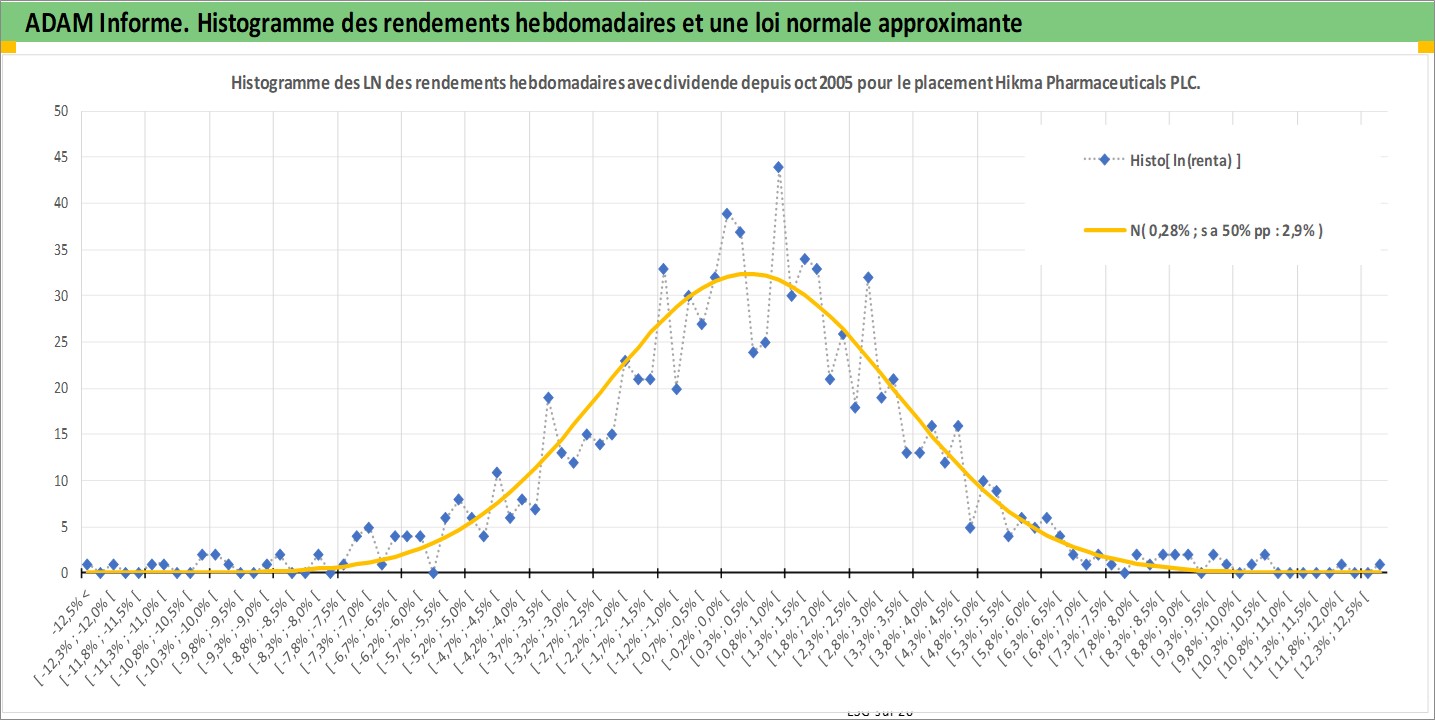 ADAM Informe. Histogramme des rendements hebdomadaires et une loi normale approximante
Histogramme des LN des rendements hebdomadaires avec dividende depuis oct 2005 pour le placement Hikma Pharmaceuticals PLC.
50
45
40
35
30
25
20
15
10
5
0
Histo[ ln(renta) ]
N( 0,28% ; s a 50% pp : 2,9% )
-12,5% <
[ -12,3% ; -12,0% [
[ -11,8% ; -11,5% [
[ -11,3% ; -11,0% [
[ -10,8% ; -10,5% [
[ -10,3% ; -10,0% [
[ -9,8% ; -9,5% [
[ -9,3% ; -9,0% [
[ -8,8% ; -8,5% [
[ -8,3% ; -8,0% [
[ -7,8% ; -7,5% [
[ -7,3% ; -7,0% [
[ -6,7% ; -6,5% [
[ -6,2% ; -6,0% [
[ -5,7% ; -5,5% [
[ -5,2% ; -5,0% [
[ -4,7% ; -4,5% [
[ -4,2% ; -4,0% [
[ -3,7% ; -3,5% [
[ -3,2% ; -3,0% [
[ -2,7% ; -2,5% [
[ -2,2% ; -2,0% [
[ -1,7% ; -1,5% [
[ -1,2% ; -1,0% [
[ -0,7% ; -0,5% [
[ -0,2% ; 0,0% [
[ 0,3% ; 0,5% [
[ 0,8% ; 1,0% [
[ 1,3% ; 1,5% [
[ 1,8% ; 2,0% [
[ 2,3% ; 2,5% [
[ 2,8% ; 3,0% [
[ 3,3% ; 3,5% [
[ 3,8% ; 4,0% [
[ 4,3% ; 4,5% [
[ 4,8% ; 5,0% [
[ 5,3% ; 5,5% [
[ 5,8% ; 6,0% [
[ 6,3% ; 6,5% [
[ 6,8% ; 7,0% [
[ 7,3% ; 7,5% [
[ 7,8% ; 8,0% [
[ 8,3% ; 8,5% [
[ 8,8% ; 9,0% [
[ 9,3% ; 9,5% [
[ 9,8% ; 10,0% [
[ 10,3% ; 10,5% [
[ 10,8% ; 11,0% [
[ 11,3% ; 11,5% [
[ 11,8% ; 12,0% [
[ 12,3% ; 12,5% [